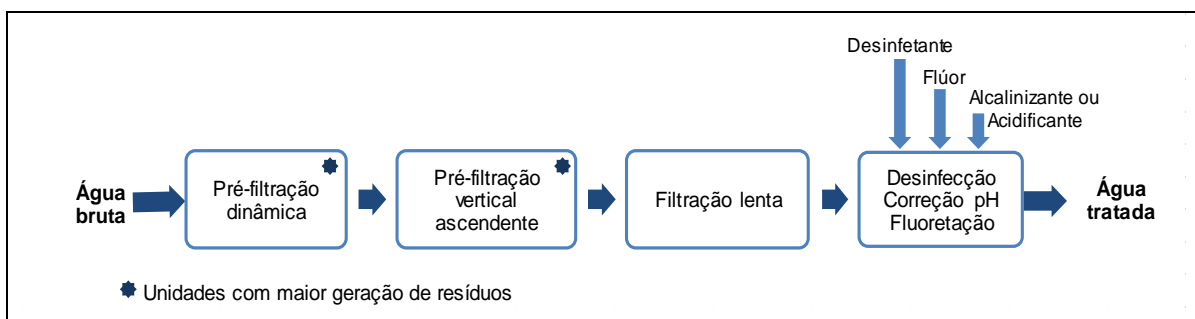 Desinfetante
Flúor
Alcalinizante ou
Acidificante
Água
bruta
Pré-filtração
dinâmica
Pré-filtração
vertical
ascendente
Filtração lenta
Desinfecção
Correção pH
Fluoretação
Água
tratada
Unidades com maior geração de resíduos